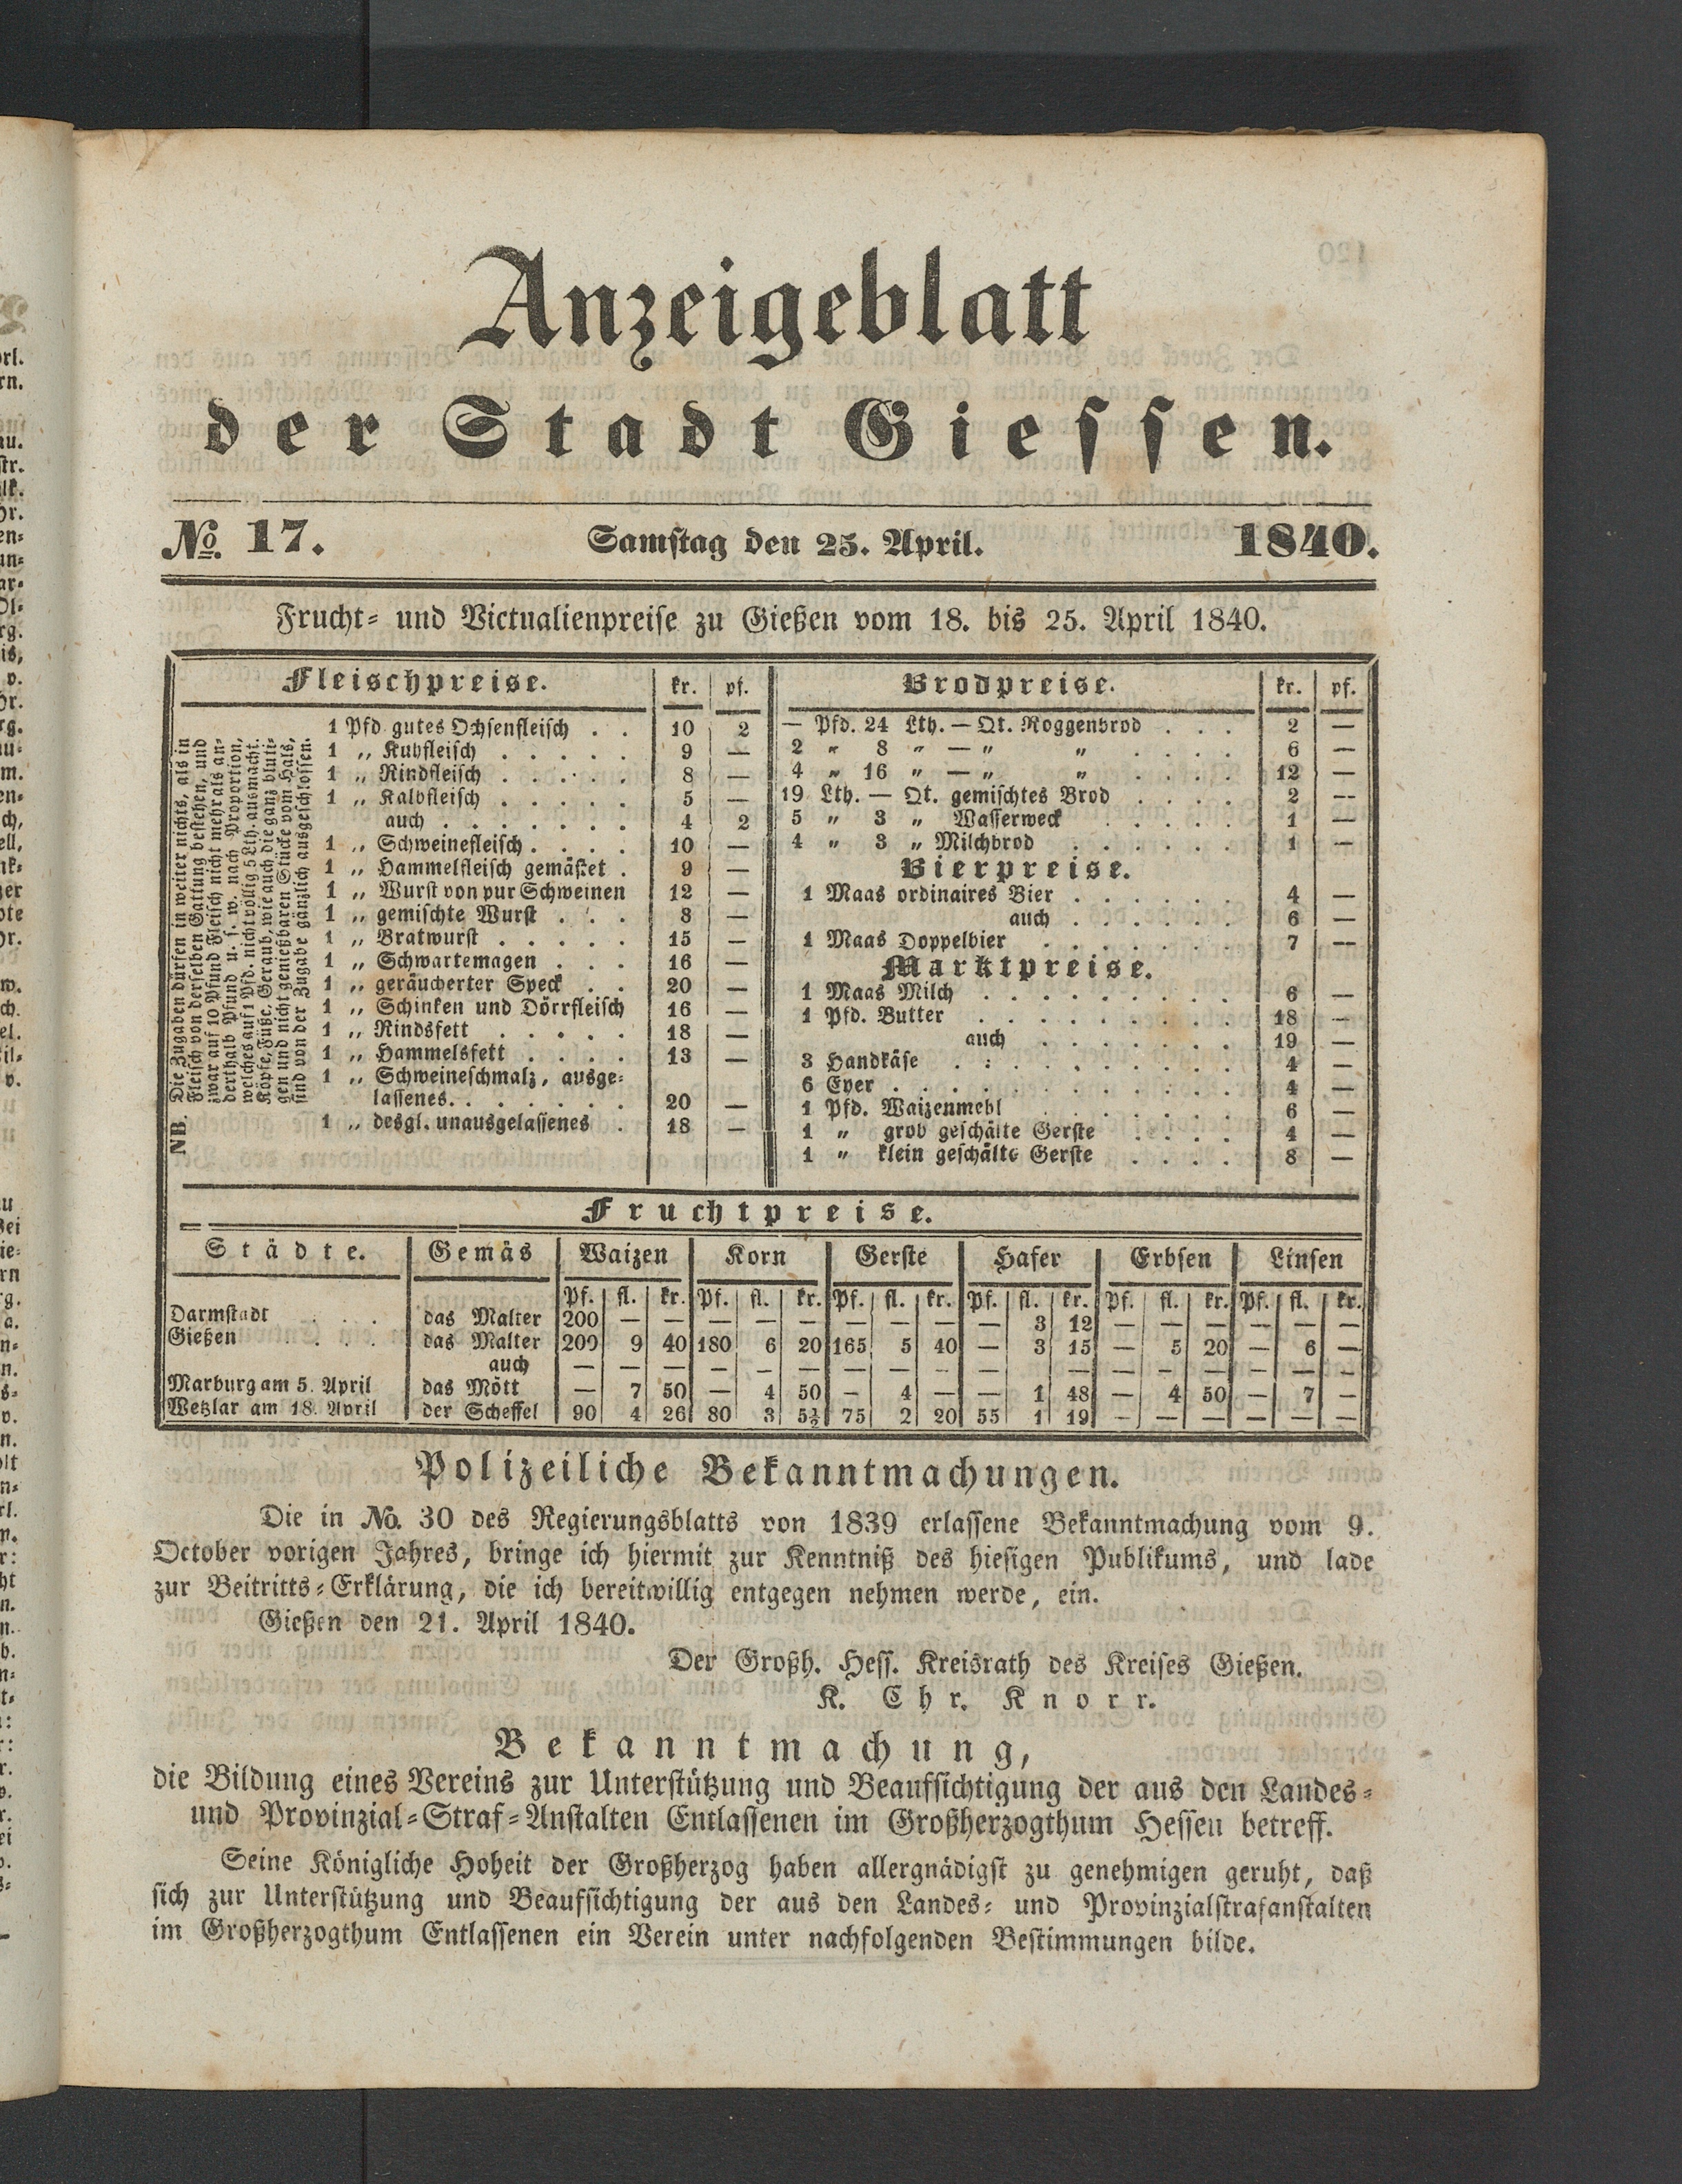 Anzeigeblatt
der Stadt Giessen.
No. 17. Samstag den 25. April. 1840.
Frucht- und Victualienpreise zu Gießen vom 18. bis 25. April 1840.
Fleischpreise. kr. pf.
NB. Die Zugaben dürfen in weiter nichts, als in
Fleisch von derselben Gattung bestehen, und
zwar auf 10 Pfund Fleisch nicht mehr als an-
derthalb Pfund u. s. w. nach Proportion,
welches auf 1 Pfd. nicht völlig 5 Lth. ausmacht.
Köpfe, Füße, Geraub, wie auch die ganz bluti-
gen und nicht genießbaren Stücke vom Hals,
sind von der Zugabe gänzlich ausgeschlossen.
1 Pfd gutes Ochsenfleisch . . 10 2
1 „ Kuhfleisch . . . . . 9 —
1 „ Rindfleisch . . . . . 8 —
1 „ Kalbfleisch . . . . . 5 —
auch . . . . . . . 4 2
1 „ Schweinefleisch . . . . 10 —
1 „ Hammelfleisch gemästet . 9 —
1 „ Wurst von pur Schweinen 12 —
1 „ gemischte Wurst . . . 8 —
1 „ Bratwurst . . . . . 15 —
1 „ Schwartemagen . . . 16 —
1 „ geräucherter Speck . . 20 —
1 „ Schinken und Dörrfleisch 16 —
1 „ Rindsfett . . . . . 18 —
1 „ Hammelsfett . . . . 13 —
1 „ Schweineschmalz, ausge-
lassenes. . . . . . . 20 —
1 „ desgl. unausgelassenes . 18 —
Brodpreise. kr. pf.
— Pfd. 24 Lth. — Qt. Roggenbrod . . . 2 —
2 „ 8 „ — „ „ . . . . 6 —
4 „ 16 „ — „ „ . . . . 12 —
19 Lth. — Qt. gemischtes Brod . . . . 2 —
5 „ 3 „ Wasserweck . . . . . 1 —
4 „ 3 „ Milchbrod . . . . . . 1 —
Bierpreise.
1 Maas ordinaires Bier . . . . . . 4 —
auch . . . . . . 6 —
1 Maas Doppelbier . . . . . . . 7 —
Marktpreise.
1 Maas Milch . . . . . . . . . 6 —
1 Pfd. Butter . . . . . . . . . 18 —
auch . . . . . . . 19 —
3 Handkäse . . . . . . . . . 4 —
6 Eyer . . . . . . . . . . . 4 —
1 Pfd. Waizenmehl . . . . . . . 6 —
1 „ grob geschälte Gerste . . . . 4 —
1 „ klein geschälte Gerste . . . . 8 —
Fruchtpreise.
Städte. Gemäs Waizen Korn Gerste Hafer Erbsen Linsen
Pf. fl. kr. Pf. fl. kr. Pf. fl. kr. Pf. fl. kr. Pf. fl. kr. Pf. fl. kr.
Darmstadt . . . das Malter 200 — — — — — — — — — 3 12 — — — — — —
Gießen . . . . das Malter 200 9 40 180 6 20 165 5 40 — 3 15 — 5 20 — 6 —
auch — — — — — — — — — — — — — — — — — —
Marburg am 5. April das Mött — 7 50 — 4 50 — 4 — — 1 48 — 4 50 — 7 —
Wetzlar am 18. April der Scheffel 90 4 26 80 3 5½ 75 2 20 55 1 19 — — — — — —
Polizeiliche Bekanntmachungen.
Die in No. 30 des Regierungsblatts von 1839 erlassene Bekanntmachung vom 9.
October vorigen Jahres, bringe ich hiermit zur Kenntniß des hiesigen Publikums, und lade
zur Beitritts-Erklärung, die ich bereitwillig entgegen nehmen werde, ein.
Gießen den 21. April 1840.
Der Großh. Hess. Kreisrath des Kreises Gießen.
K. Chr. Knorr.
Bekanntmachung,
die Bildung eines Vereins zur Unterstützung und Beaufsichtigung der aus den Landes-
und Provinzial-Straf-Anstalten Entlassenen im Großherzogthum Hessen betreff.
Seine Königliche Hoheit der Großherzog haben allergnädigst zu genehmigen geruht, daß
sich zur Unterstützung und Beaufsichtigung der aus den Landes- und Provinzialstrafanstalten
im Großherzogthum Entlassenen ein Verein unter nachfolgenden Bestimmungen bilde.